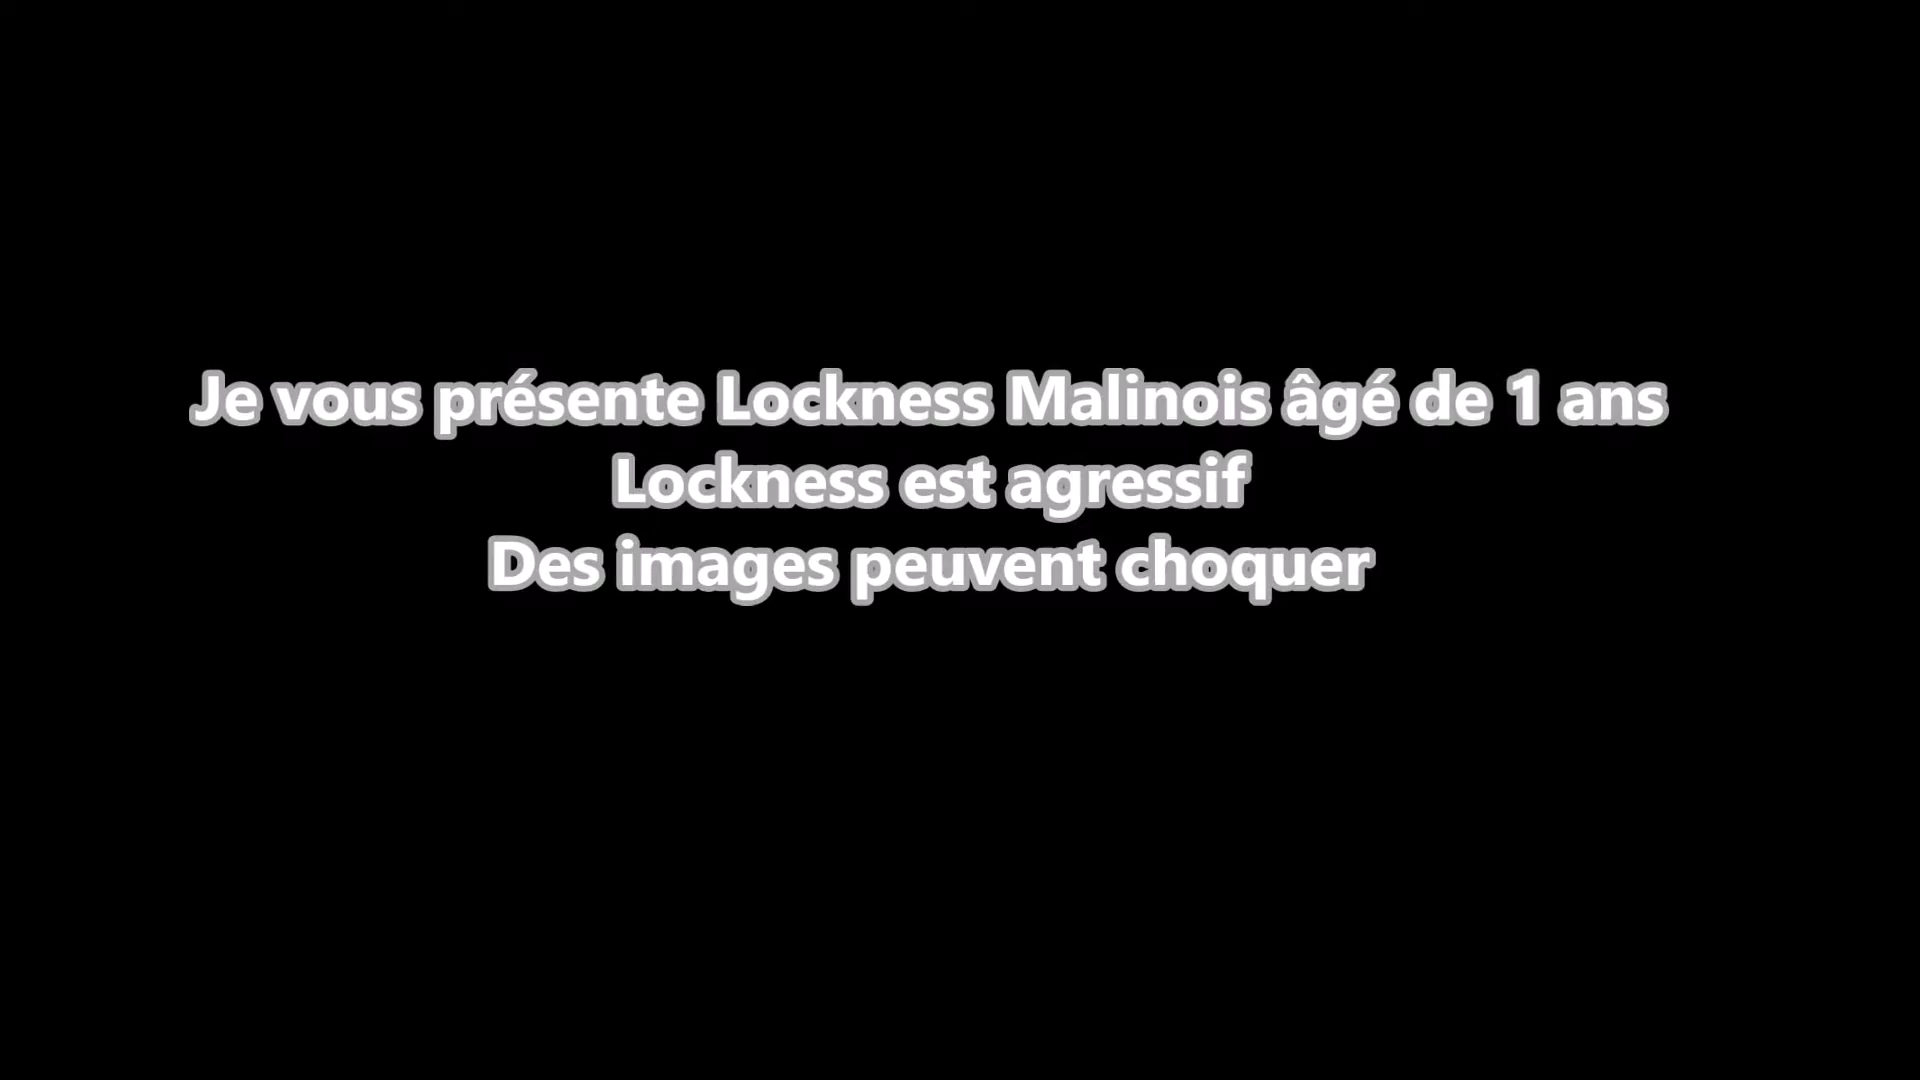 Je vous présente Lockness Malinois âgé de 1 ans
Lockness est agressif
Des images peuvent choquer